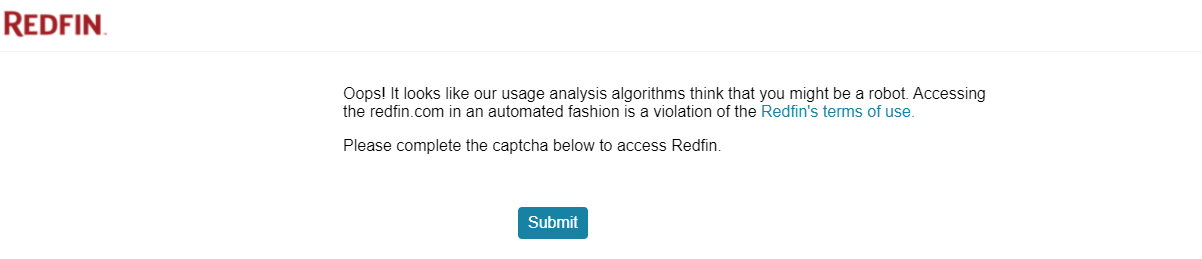 REDFIN
Oops! It looks like our usage analysis algorithms think that you might be a robot. Accessing
the redfin.com in an automated fashion is a violation of the Redfin's terms of use.
Please complete the captcha below to access Redfin.
Submit